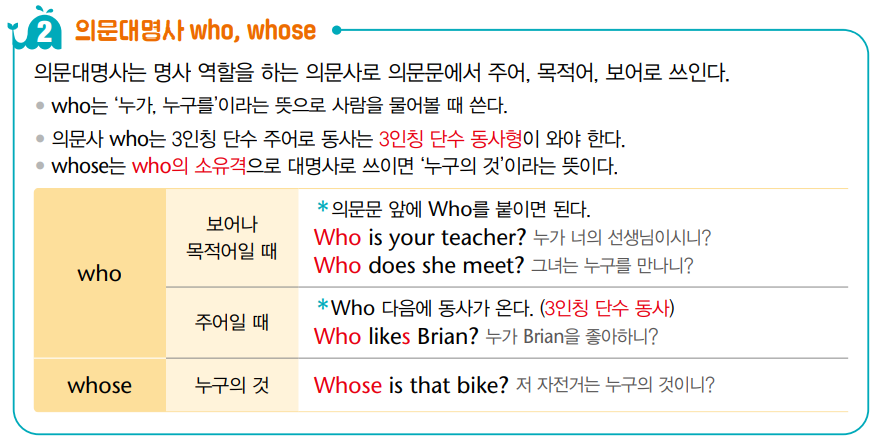 2 의문대명사 who, whose
의문대명사는 명사 역할을 하는 의문사로 의문문에서 주어, 목적어, 보어로 쓰인다.
● who는 ‘누가, 누구를’이라는 뜻으로 사람을 물어볼 때 쓴다.
● 의문사 who는 3인칭 단수 주어로 동사는 3인칭 단수 동사형이 와야 한다.
● whose는 who의 소유격으로 대명사로 쓰이면 ‘누구의 것’이라는 뜻이다.
who
보어나
목적어일 때
*의문문 앞에 Who를 붙이면 된다.
Who is your teacher? 누가 너의 선생님이시니?
Who does she meet? 그녀는 누구를 만나니?
주어일 때
*Who 다음에 동사가 온다. (3인칭 단수 동사)
Who likes Brian? 누가 Brian을 좋아하니?
whose
누구의 것
Whose is that bike? 저 자전거는 누구의 것이니?